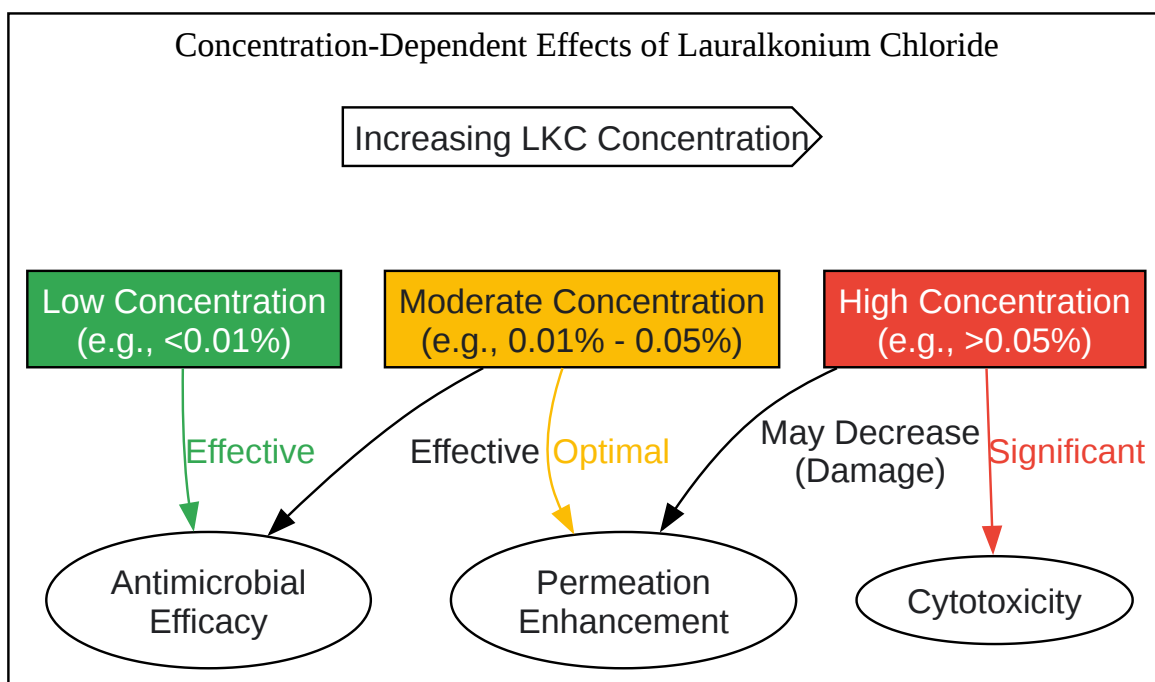 Concentration-Dependent Effects of Lauralkonium Chloride
Increasing LKC Concentration
Low Concentration
(e.g., <0.01%)
Moderate Concentration
(e.g., 0.01% - 0.05%)
High Concentration
(e.g., >0.05%)
Effective
Effective
Optimal
May Decrease
(Damage)
Significant
Antimicrobial
Efficacy
Permeation
Enhancement
Cytotoxicity